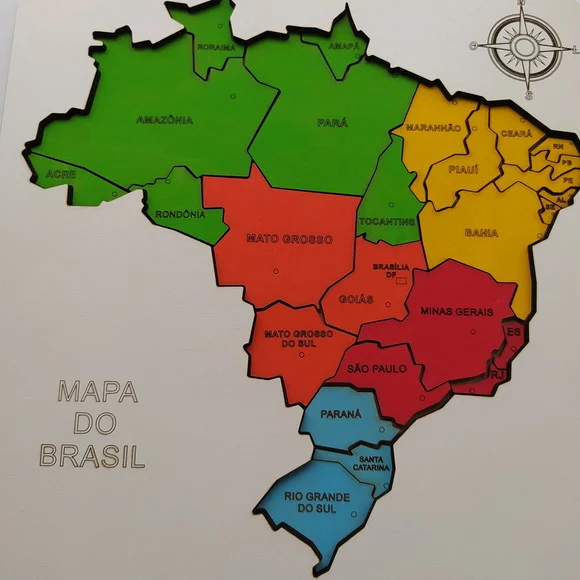 N
O
L
S
RORAIMA
AMAPÁ
AMAZÔNIA
PARÁ
MARANHÃO
CEARÁ
RN
PB
PE
AL
SE
PIAUÍ
ACRE
RONDÔNIA
TOCANTINS
BAHIA
MATO GROSSO
BRASÍLIA
DF
GOIÁS
MINAS GERAIS
ES
MATO GROSSO
DO SUL
SÃO PAULO
RJ
MAPA
DO
BRASIL
PARANÁ
SANTA
CATARINA
RIO GRANDE
DO SUL